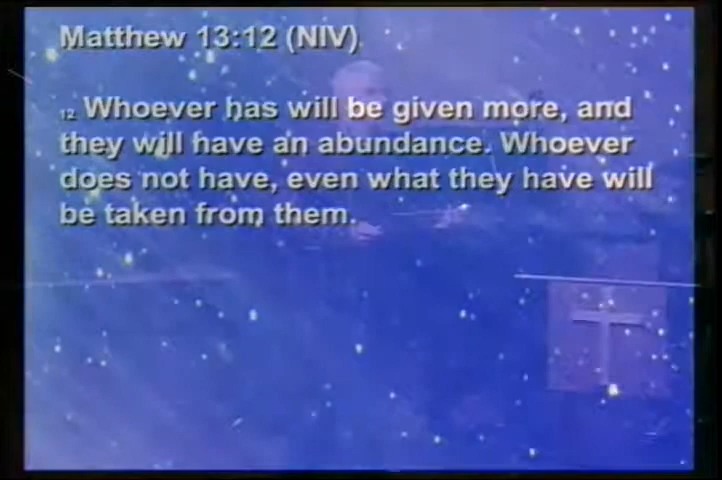 Matthew 13:12 (NIV)
12 Whoever has will be given more, and
they will have an abundance. Whoever
does not have, even what they have will
be taken from them.